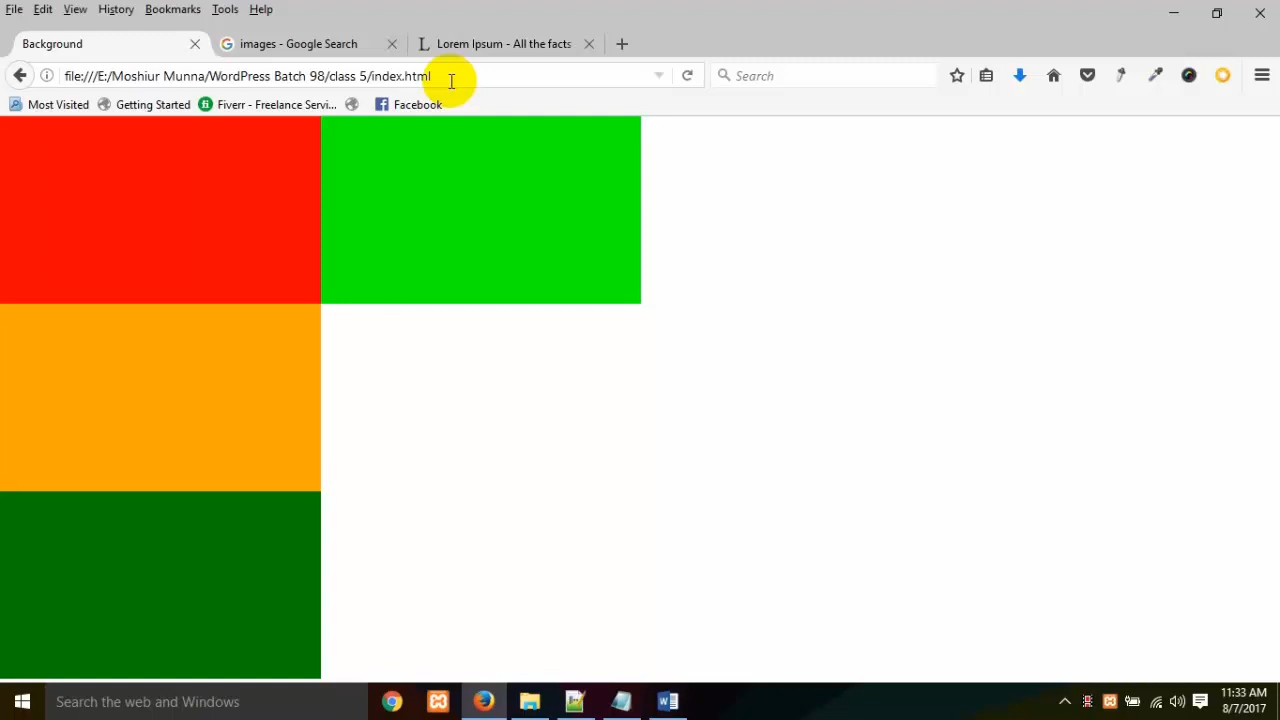 File Edit View History Bookmarks Tools Help
Background images - Google Search Lorem Ipsum - All the facts
file:///E:/Moshiur Munna/WordPress Batch 98/class 5/index.html Search
Most Visited Getting Started Fiverr - Freelance Servi... Facebook
Search the web and Windows
11:33 AM
8/7/2017